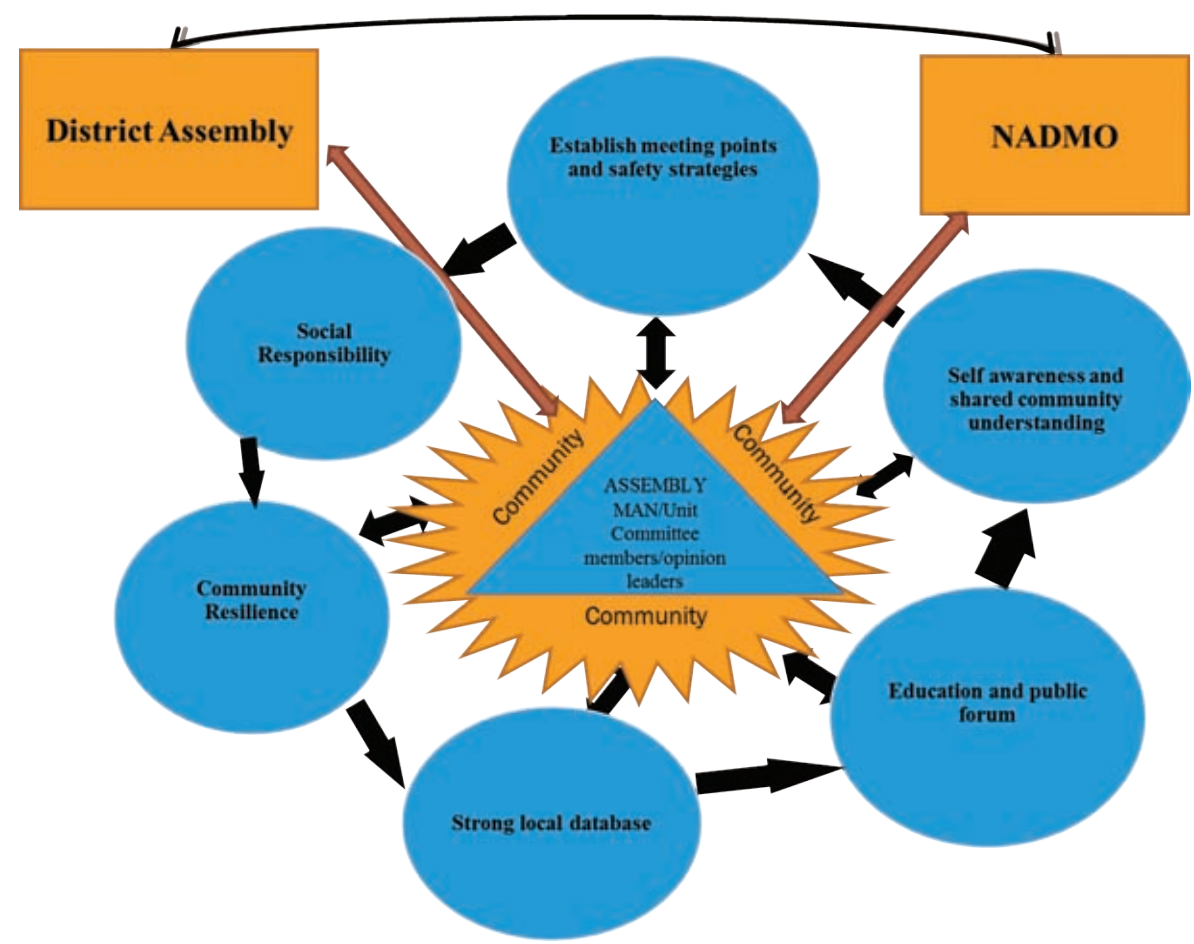 District Assembly
NADMO
Establish meeting points
and safety strategies
Social
Responsibility
Self awareness and
shared community
understanding
Community
Community
ASSEMBLY
MAN/Unit
Committee
members/opinion
leaders
Community
Community
Resilience
Education and public
forum
Strong local database